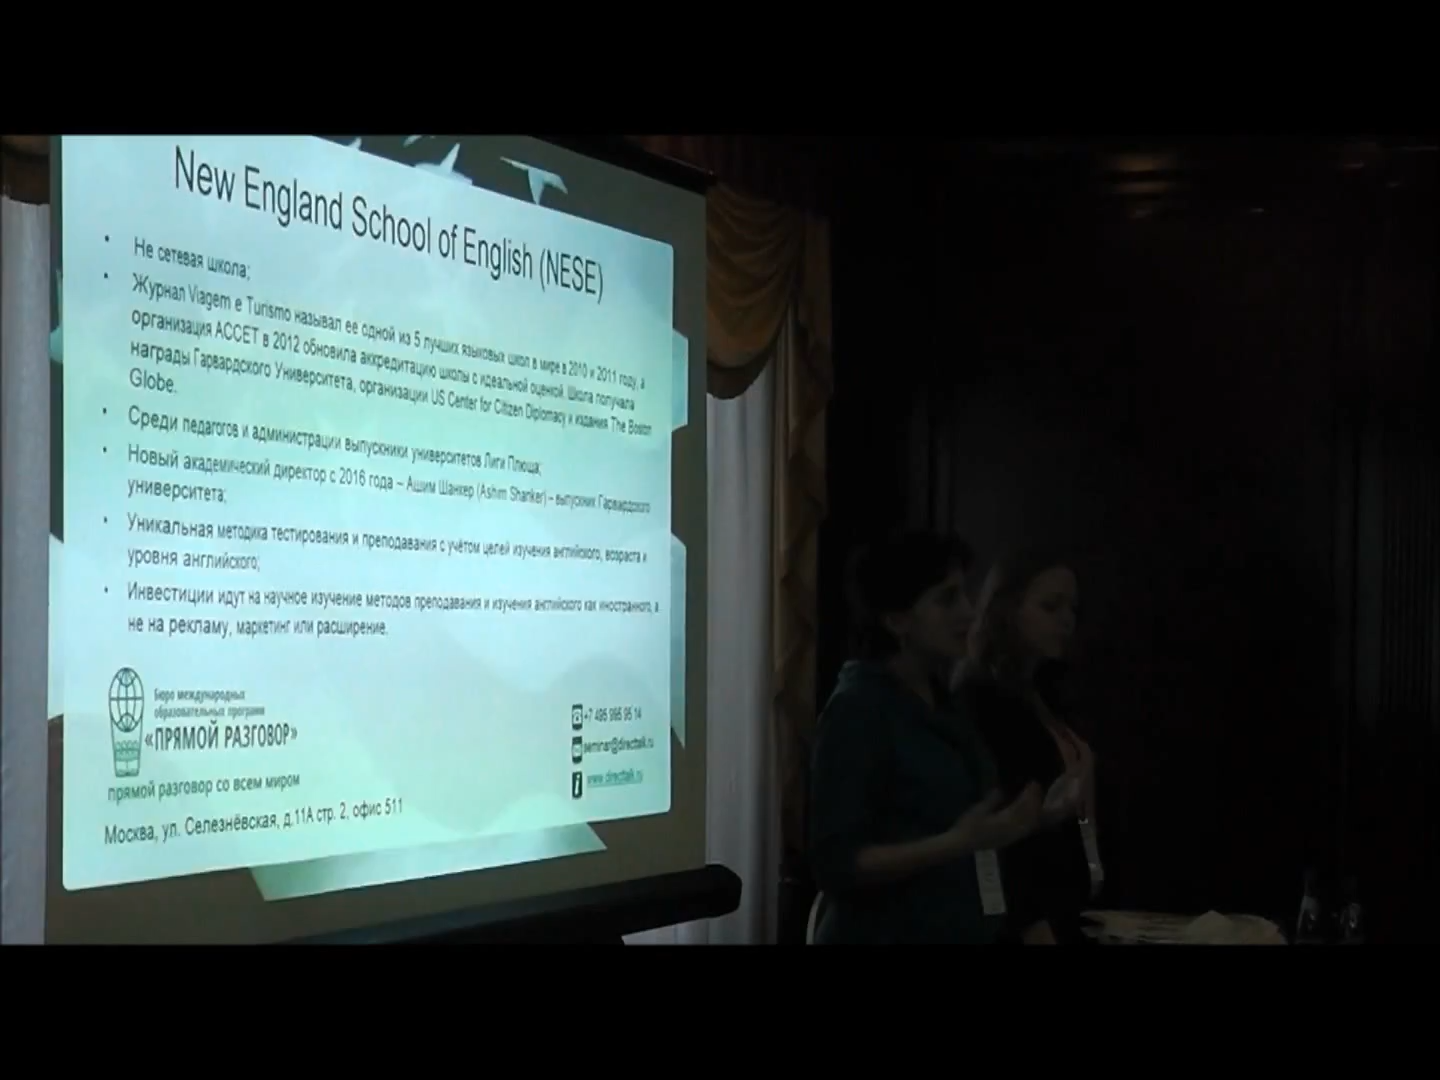 New England School of English (NESE)
• Не сетевая школа;
• Журнал Viagem e Turismo называл ее одной из 5 лучших языковых школ в мире в 2010 и 2011 году, а
организация ACCET в 2012 обновила аккредитацию школы с идеальной оценкой. Школа получала
награды Гарвардского Университета, организации US Center for Citizen Diplomacy и издания The Boston
Globe.
• Среди педагогов и администрации выпускники университетов Лиги Плюща;
• Новый академический директор с 2016 года – Ашим Шанкер (Ashim Shanker) – выпускник Гарвардского
университета;
• Уникальная методика тестирования и преподавания с учётом целей изучения английского, возраста и
уровня английского;
• Инвестиции идут на научное изучение методов преподавания и изучения английского как иностранного, а
не на рекламу, маркетинг или расширение.
Бюро международных
образовательных программ
«ПРЯМОЙ РАЗГОВОР»
прямой разговор со всем миром
Москва, ул. Селезнёвская, д.11А стр. 2, офис 511
+7 495 995 95 14
seminar@directtalk.ru
www.directtalk.ru